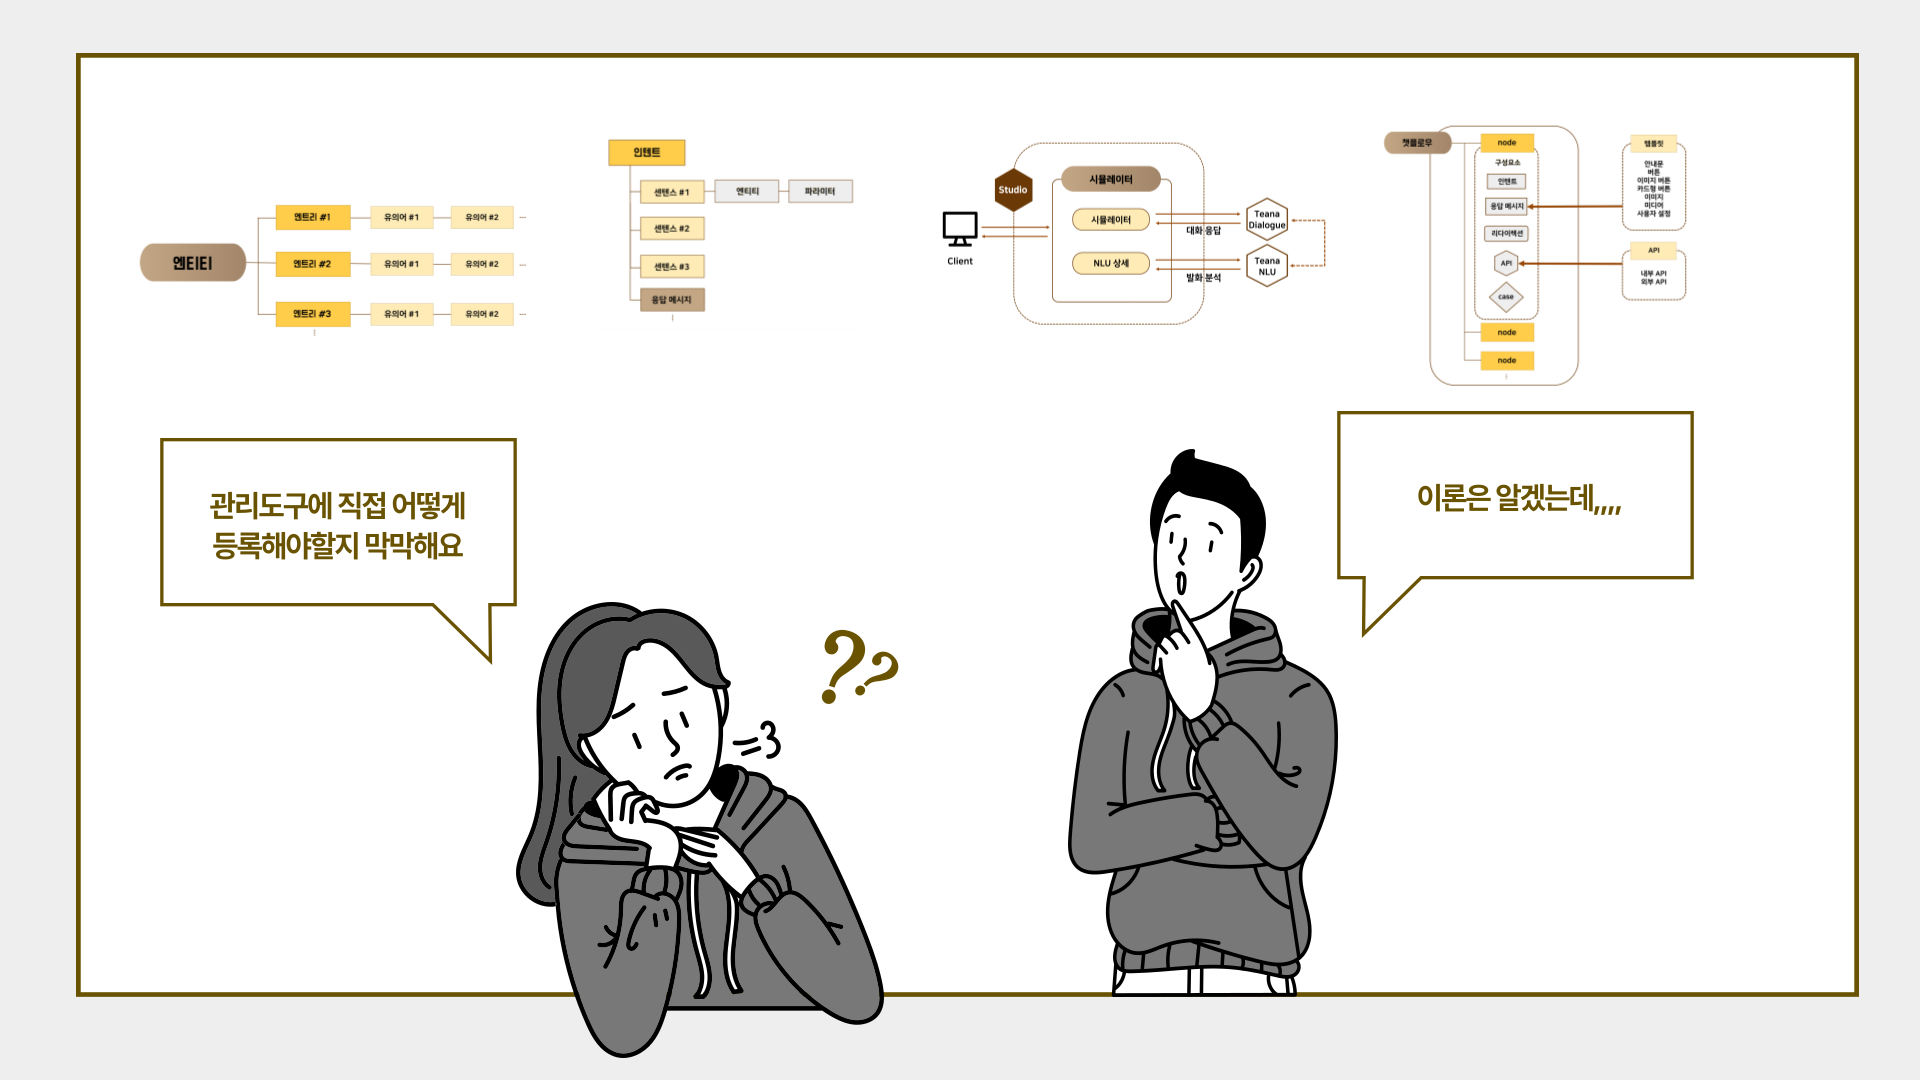 엔티티
엔트리 #1
유의어 #1
유의어 #2
...
엔트리 #2
유의어 #1
유의어 #2
...
엔트리 #3
유의어 #1
유의어 #2
...
인텐트
센텐스 #1
엔티티
파라미터
센텐스 #2
센텐스 #3
응답 메시지
Studio
시뮬레이터
시뮬레이터
NLU 상세
Client
대화 응답
발화 분석
Teana
Dialogue
Teana
NLU
챗플로우
node
구성요소
인텐트
응답 메시지
리다이렉션
API
case
node
node
템플릿
안내문
버튼
이미지 버튼
카드형 버튼
이미지
미디어
사용자 설정
API
내부 API
외부 API
관리도구에 직접 어떻게
등록해야할지 막막해요
이론은 알겠는데,,,,
??